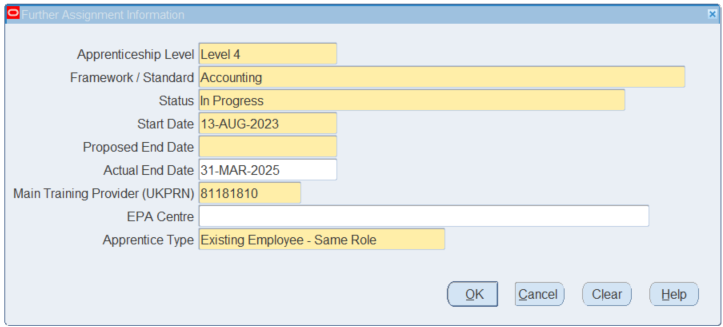 Further Assignment Information
Apprenticeship Level Level 4
Framework / Standard Accounting
Status In Progress
Start Date 13-AUG-2023
Proposed End Date
Actual End Date 31-MAR-2025
Main Training Provider (UKPRN) 81181810
EPA Centre
Apprentice Type Existing Employee - Same Role
OK Cancel Clear Help